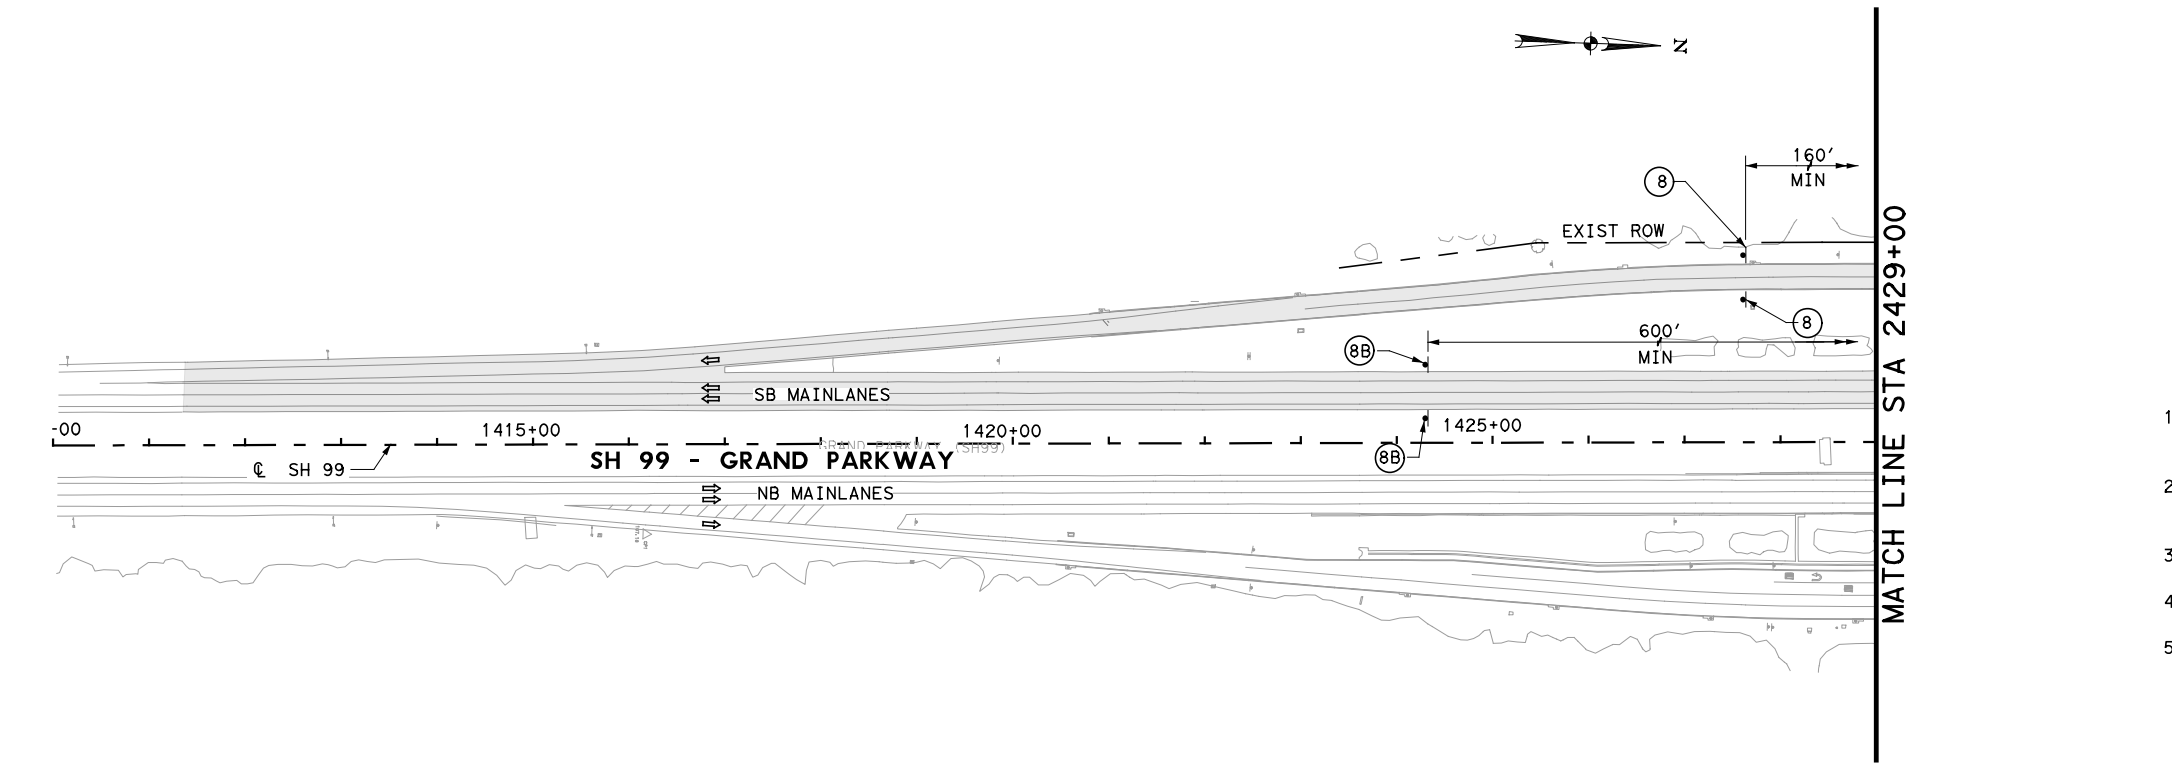 N
160'
MIN
8
EXIST ROW
8
600'
MIN
8B
SB MAINLANES
-00
1415+00
1420+00
1425+00
GRAND PARKWAY (SH99)
8B
℄ SH 99
SH 99 - GRAND PARKWAY
NB MAINLANES
MATCH LINE STA 2429+00
1
2
3
4
5